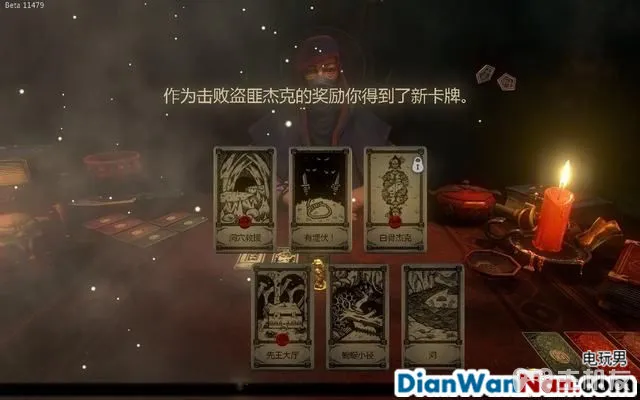 Beta 11479
作为击败盗匪杰克的奖励你得到了新卡牌。
洞穴救援
有埋伏！
白骨杰克
先王大厅
蜿蜒小径
河
电玩男
DianWanNan.com